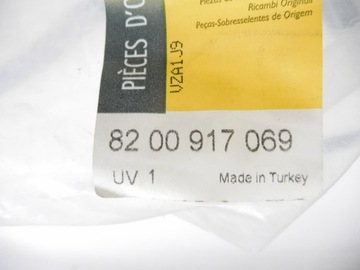 PIÈCES D'O
VZA1J9
Ricambi Originali
Peças-Sobresselentes de Origem
82 00 917 069
UV 1
Made in Turkey